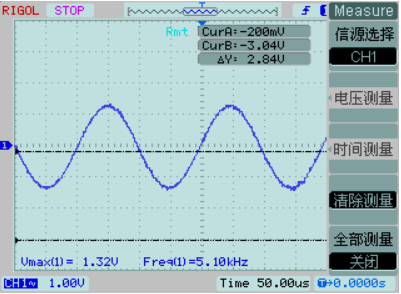 RIGOL STOP
Measure
Rmt
CurA:-200mV
CurB:-3.04V
ΔY: 2.84V
信源选择
CH1
电压测量
时间测量
清除测量
全部测量
关闭
1
Vmax(1)= 1.32V Freq(1)=5.10kHz
CH1 1.00V Time 50.00us T→0.0000s